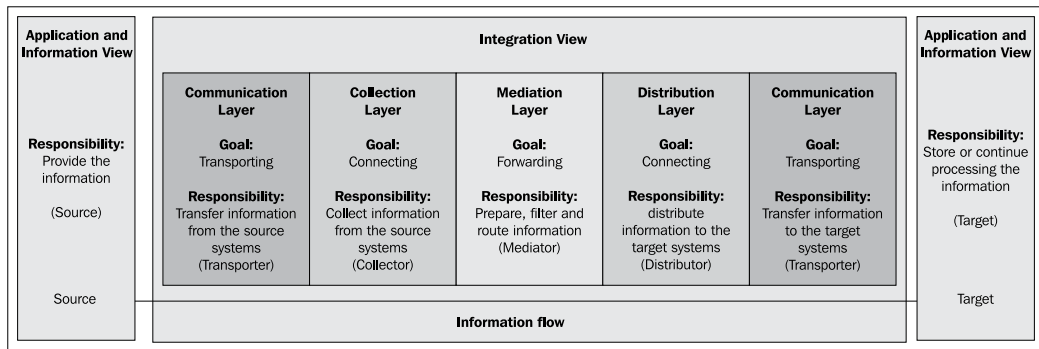 Application and
Information View
Responsibility:
Provide the
information
(Source)
Source
Integration View
Communication
Layer
Goal:
Transporting
Responsibility:
Transfer information
from the source
systems
(Transporter)
Collection
Layer
Goal:
Connecting
Responsibility:
Collect information
from the source
systems
(Collector)
Mediation
Layer
Goal:
Forwarding
Responsibility:
Prepare, filter and
route information
(Mediator)
Distribution
Layer
Goal:
Connecting
Responsibility:
distribute
information to the
target systems
(Distributor)
Communication
Layer
Goal:
Transporting
Responsibility:
Transfer information
to the target
systems
(Transporter)
Information flow
Application and
Information View
Responsibility:
Store or continue
processing the
information
(Target)
Target